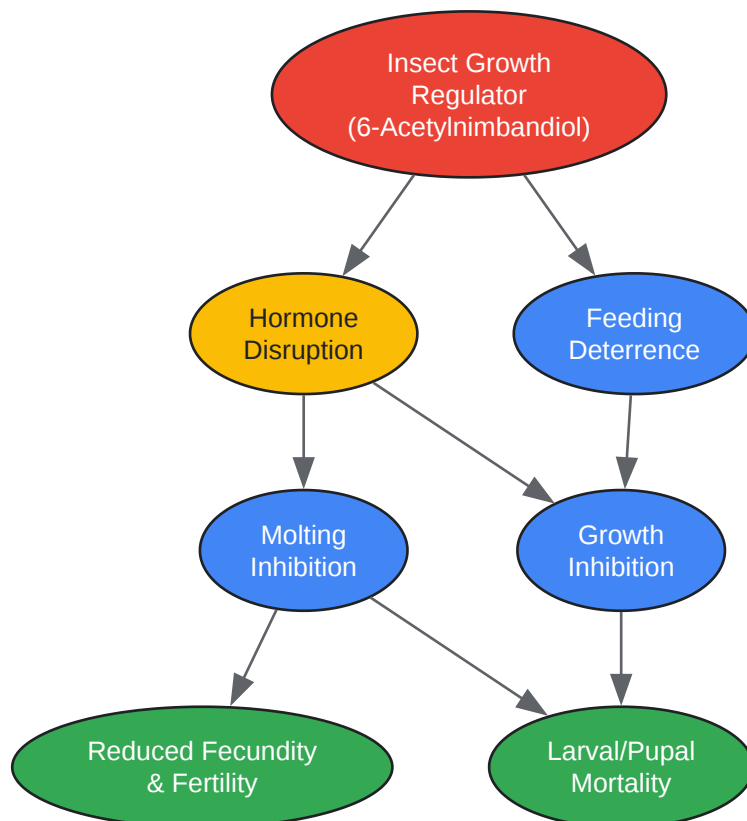 Insect Growth
Regulator
(6-Acetylnimbandiol)
Hormone
Disruption
Feeding
Deterrence
Molting
Inhibition
Growth
Inhibition
Reduced Fecundity
& Fertility
Larval/Pupal
Mortality